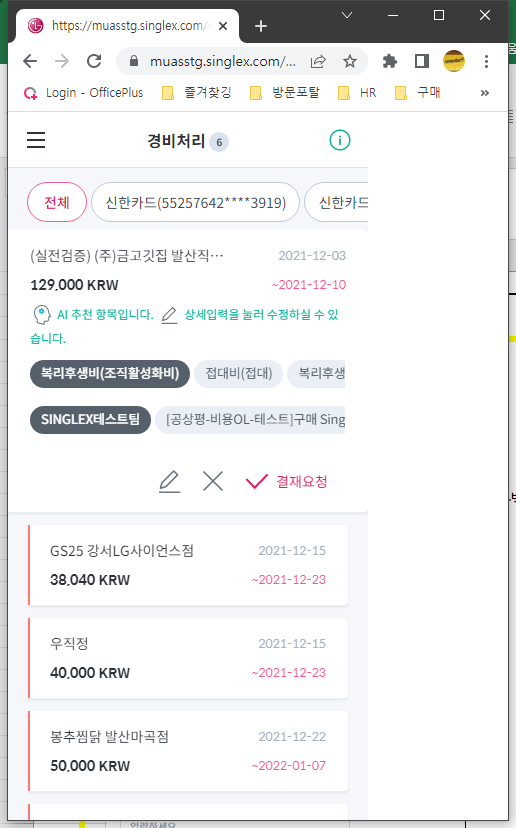 https://muasstg.singlex.com/
muasstg.singlex.com/...
Login - OfficePlus 즐겨찾깅 방문포탈 HR 구매 »
경비처리 6
전체 신한카드(55257642****3919) 신한카드
(실전검증) (주)금고깃집 발산직… 2021-12-03
129,000 KRW ~2021-12-10
AI 추천 항목입니다. 상세입력을 눌러 수정하실 수 있
습니다.
복리후생비(조직활성화비) 접대비(접대) 복리후생
SINGLEX테스트팀 [공상평-비용OL-테스트]구매 Sing
결재요청
GS25 강서LG사이언스점 2021-12-15
38,040 KRW ~2021-12-23
우직정 2021-12-15
40,000 KRW ~2021-12-23
봉추찜닭 발산마곡점 2021-12-22
50,000 KRW ~2022-01-07